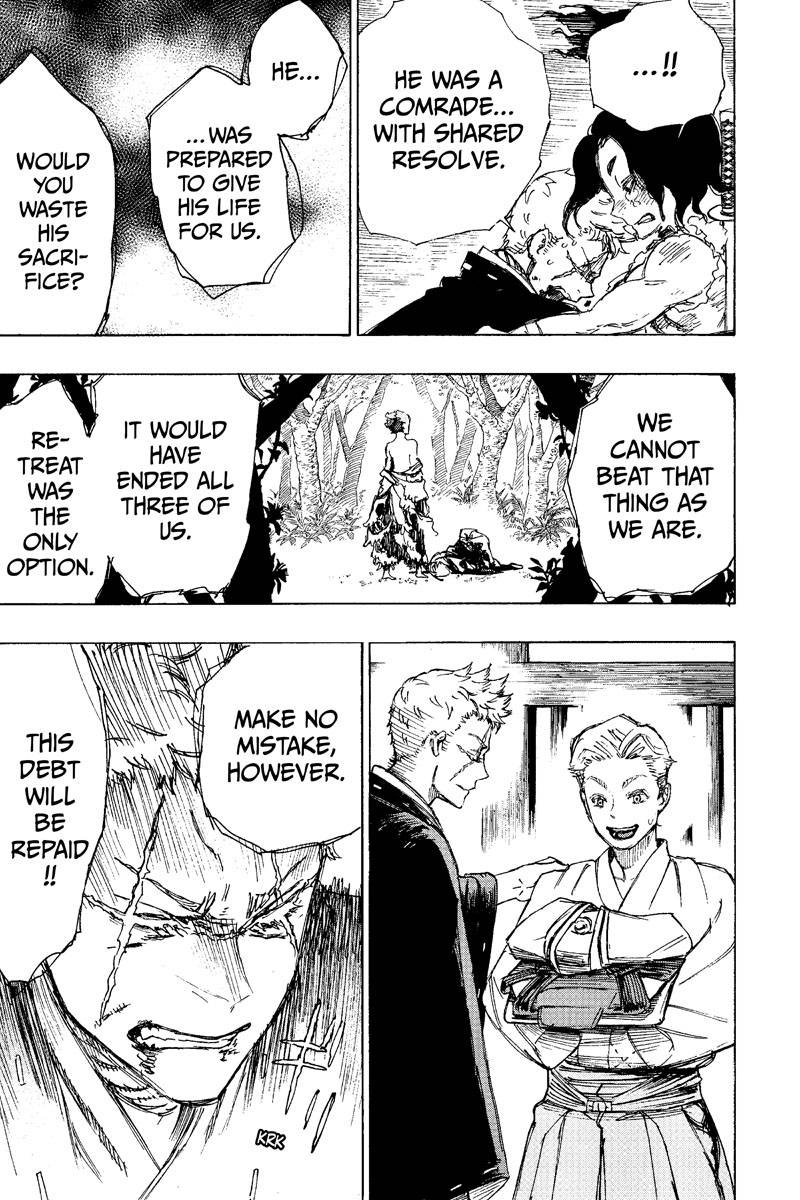 ...!!
HE WAS A
COMRADE...
WITH SHARED
RESOLVE.
HE...
...WAS
PREPARED
TO GIVE
HIS LIFE
FOR US.
WOULD
YOU
WASTE
HIS
SACRI-
FICE?
WE
CANNOT
BEAT THAT
THING AS
WE ARE.
IT WOULD
HAVE
ENDED ALL
THREE OF
US.
RE-
TREAT
WAS
THE
ONLY
OPTION.
MAKE NO
MISTAKE,
HOWEVER.
THIS
DEBT
WILL
BE
REPAID
!!
KRK